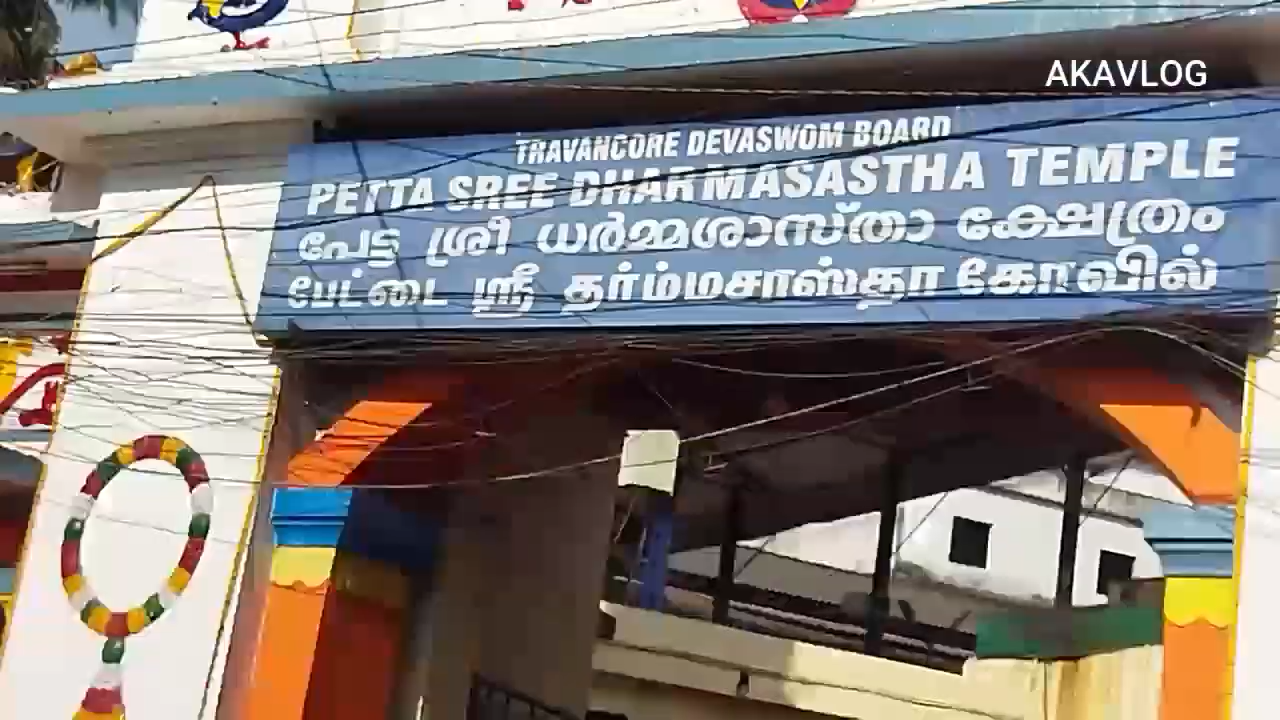 AKAVLOG
TRAVANCORE DEVASWOM BOARD
PETTA SREE DHARMASASTHA TEMPLE
പേട്ട ശ്രീ ധർമ്മശാസ്താ ക്ഷേത്രം
பேட்டை ஸ்ரீ தர்ம்மசாஸ்தா கோவில்